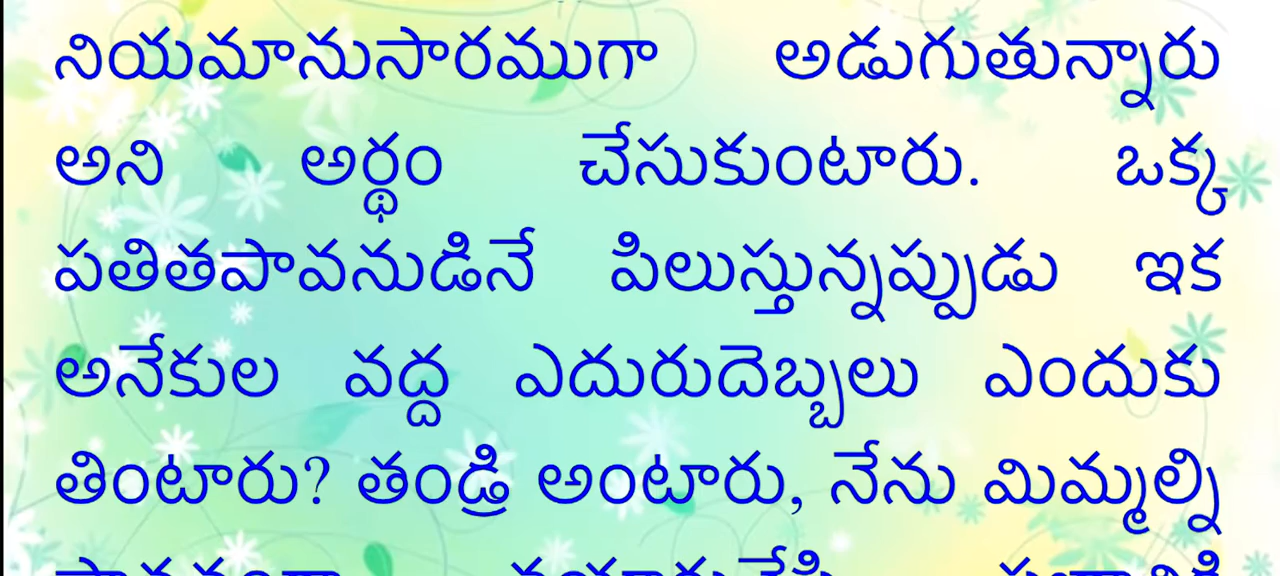 నియమానుసారముగా అడుగుతున్నారు
అని అర్థం చేసుకుంటారు. ఒక్క
పతితపావనుడినే పిలుస్తున్నప్పుడు ఇక
అనేకుల వద్ద ఎదురుదెబ్బలు ఎందుకు
తింటారు? తండ్రి అంటారు, నేను మిమ్మల్ని